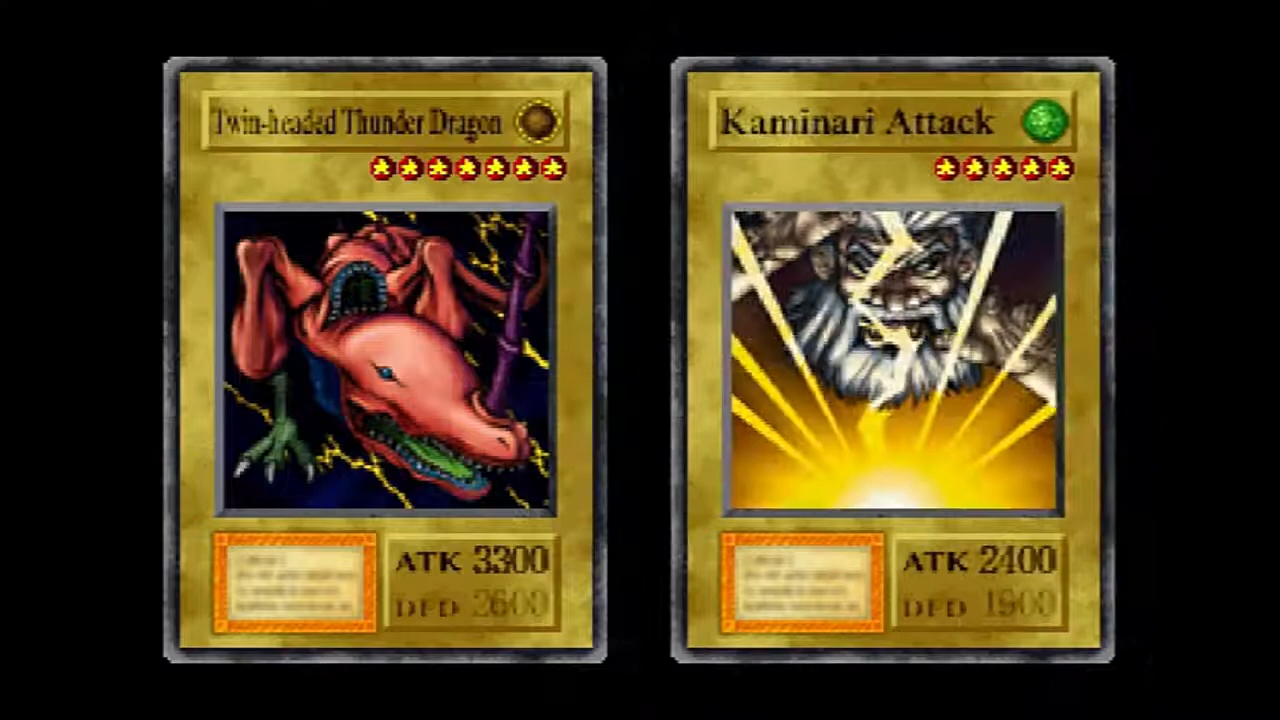 Twin-headed Thunder Dragon
ATK 3300
DFD 2600
Kaminari Attack
ATK 2400
DFD 1900